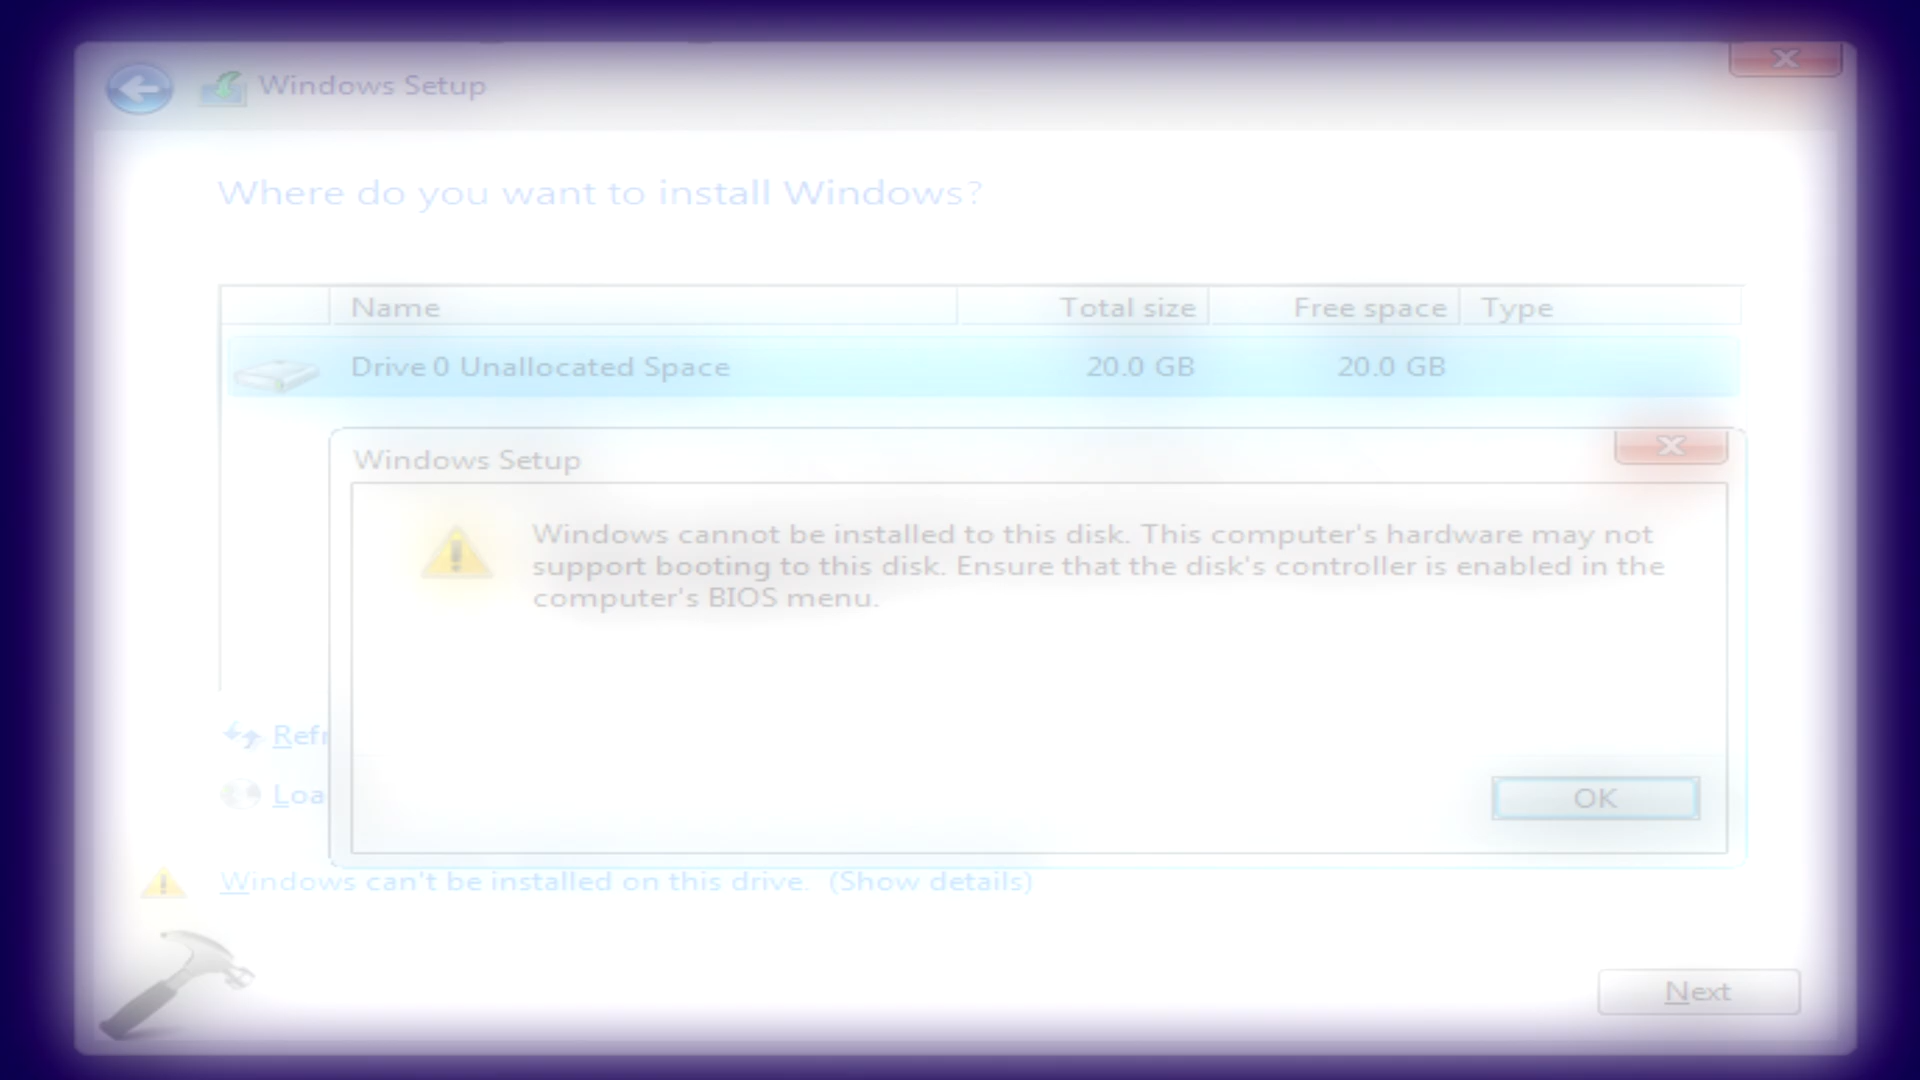 Windows Setup
Where do you want to install Windows?
Name Total size Free space Type
Drive 0 Unallocated Space 20.0 GB 20.0 GB
Windows Setup
Windows cannot be installed to this disk. This computer's hardware may not
support booting to this disk. Ensure that the disk's controller is enabled in the
computer's BIOS menu.
Refr
Loa
OK
Windows can't be installed on this drive. (Show details)
Next